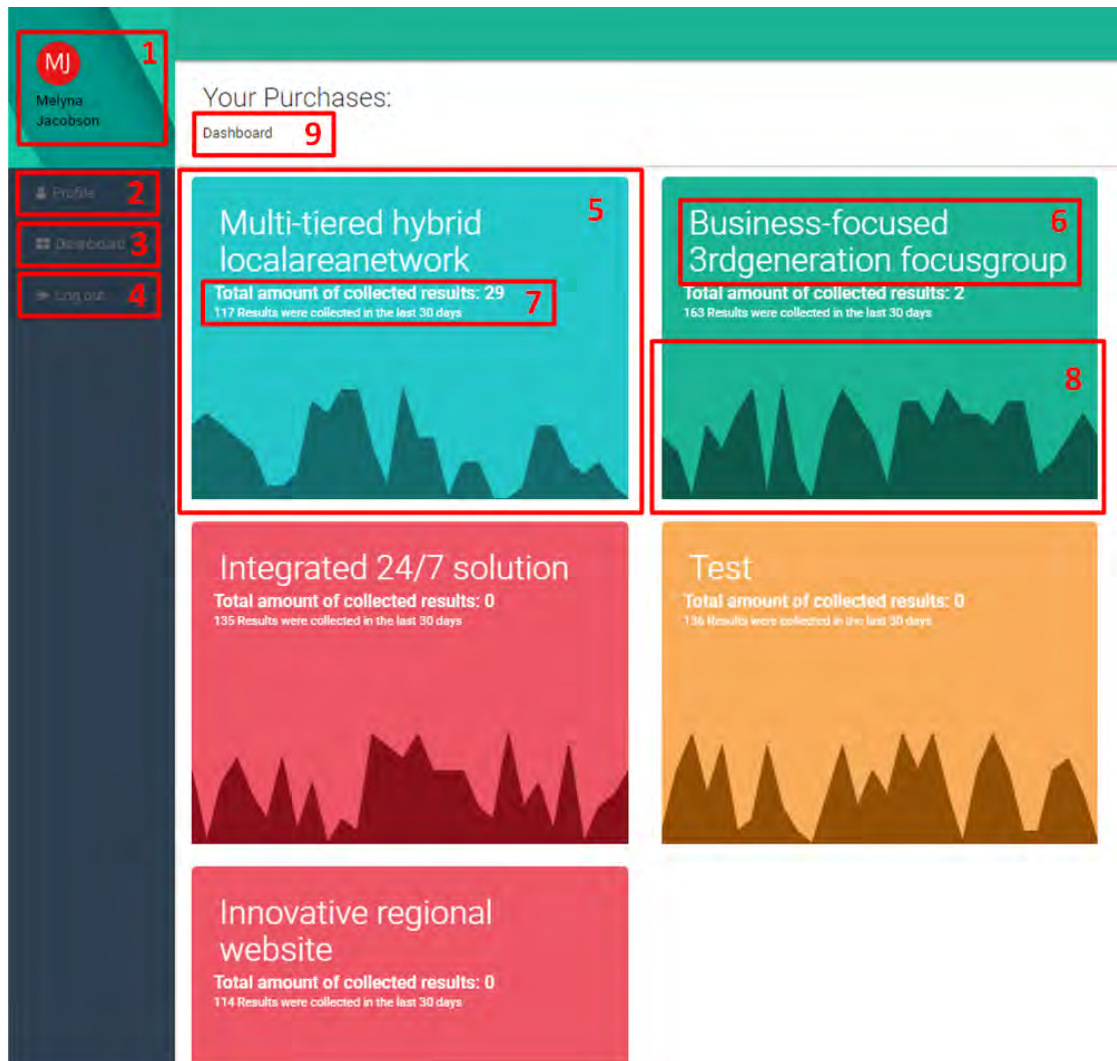 MJ
1
Melyna
Jacobson
Profile 2
Dashboard 3
Log out 4
Your Purchases:
Dashboard 9
5
Multi-tiered hybrid
localareanetwork
Total amount of collected results: 29
117 Results were collected in the last 30 days
7
6
Business-focused
3rdgeneration focusgroup
Total amount of collected results: 2
163 Results were collected in the last 30 days
8
Integrated 24/7 solution
Total amount of collected results: 0
135 Results were collected in the last 30 days
Test
Total amount of collected results: 0
136 Results were collected in the last 30 days
Innovative regional
website
Total amount of collected results: 0
114 Results were collected in the last 30 days